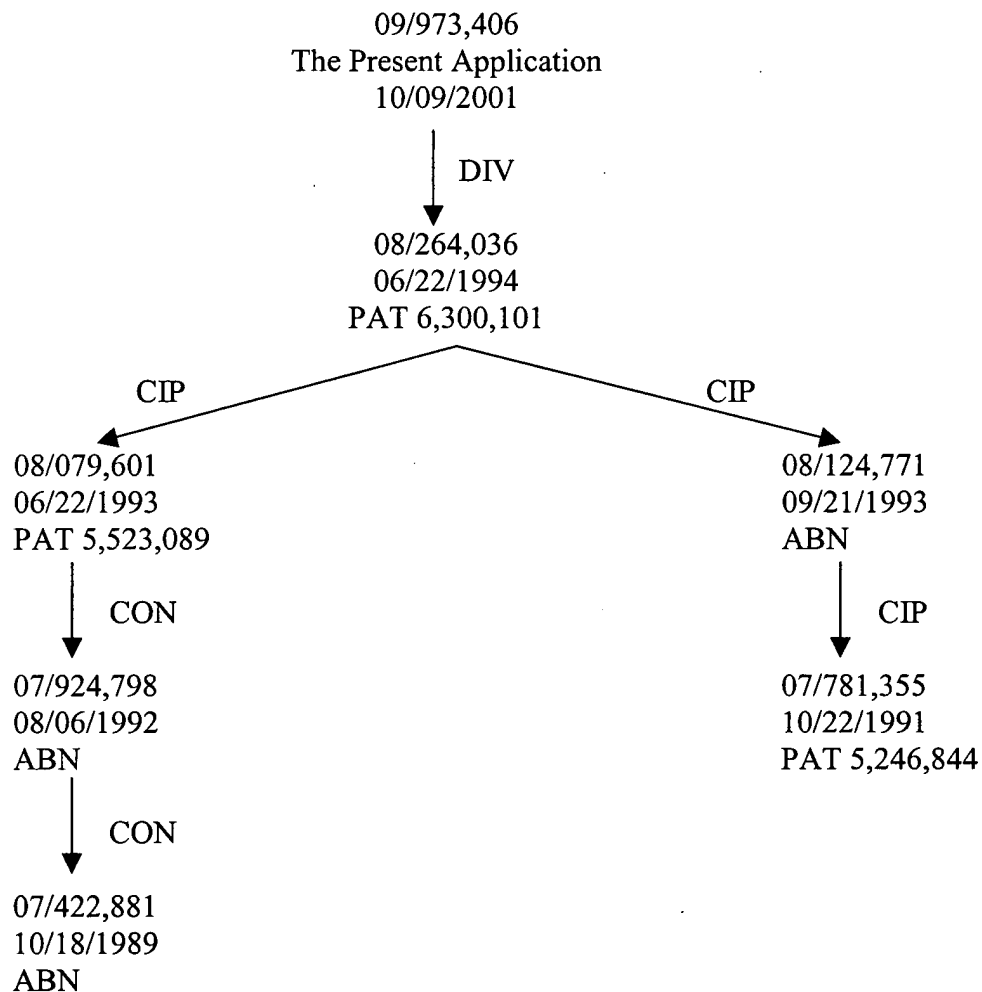 09/973,406
The Present Application
10/09/2001
DIV
08/264,036
06/22/1994
PAT 6,300,101
CIP
CIP
08/079,601
06/22/1993
PAT 5,523,089
08/124,771
09/21/1993
ABN
CON
CIP
07/924,798
08/06/1992
ABN
07/781,355
10/22/1991
PAT 5,246,844
CON
07/422,881
10/18/1989
ABN